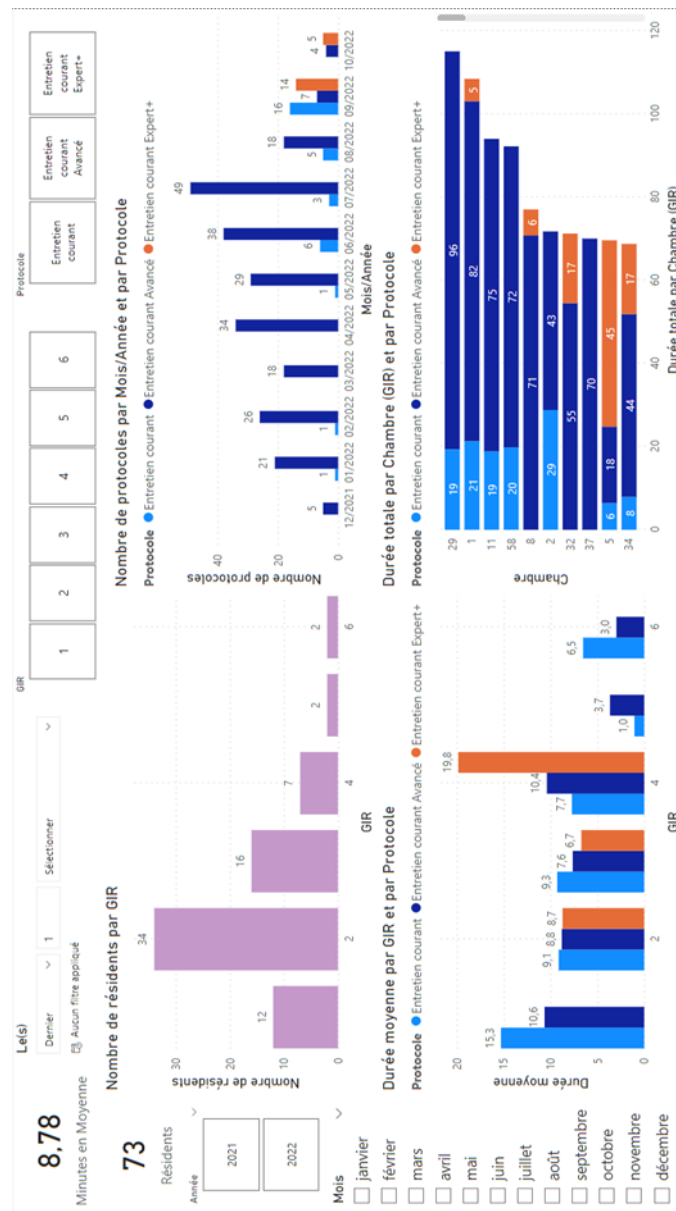 8,78
Minutes en Moyenne
Le(s)
Dernier
1
Sélectionner
Aucun filtre appliqué
GIR
1
2
3
4
5
6
Protocole
Entretien courant
Entretien courant Avancé
Entretien courant Expert+
73
Résidents
Année
2021
2022
Mois
janvier
février
mars
avril
mai
juin
juillet
août
septembre
octobre
novembre
décembre
Nombre de résidents par GIR
Nombre de résidents
30
20
10
0
12
34
16
7
2
2
2
4
6
GIR
Nombre de protocoles par Mois/Année et par Protocole
Protocole Entretien courant Entretien courant Avancé Entretien courant Expert+
Nombre de protocoles
40
20
0
5
1
21
1
26
18
34
1
29
6
38
3
49
5
18
16
7
14
4
5
12/2021
01/2022
02/2022
03/2022
04/2022
05/2022
06/2022
07/2022
08/2022
09/2022
10/2022
Mois/Année
Durée moyenne par GIR et par Protocole
Protocole Entretien courant Entretien courant Avancé Entretien courant Expert+
Durée moyenne
20
15
10
5
0
15,3
10,6
9,1
8,8
8,7
9,3
7,6
6,7
7,7
10,4
19,8
1,0
3,7
6,5
3,0
2
4
6
GIR
Durée totale par Chambre (GIR) et par Protocole
Protocole Entretien courant Entretien courant Avancé Entretien courant Expert+
Chambre
29 19 96
1 21 82 5
11 19 75
58 20 72
8 71 6
2 29 43
32 55 17
37 70
5 6 18 45
34 8 44 17
0 20 40 60 80 100 120
Durée totale par Chambre (GIR)